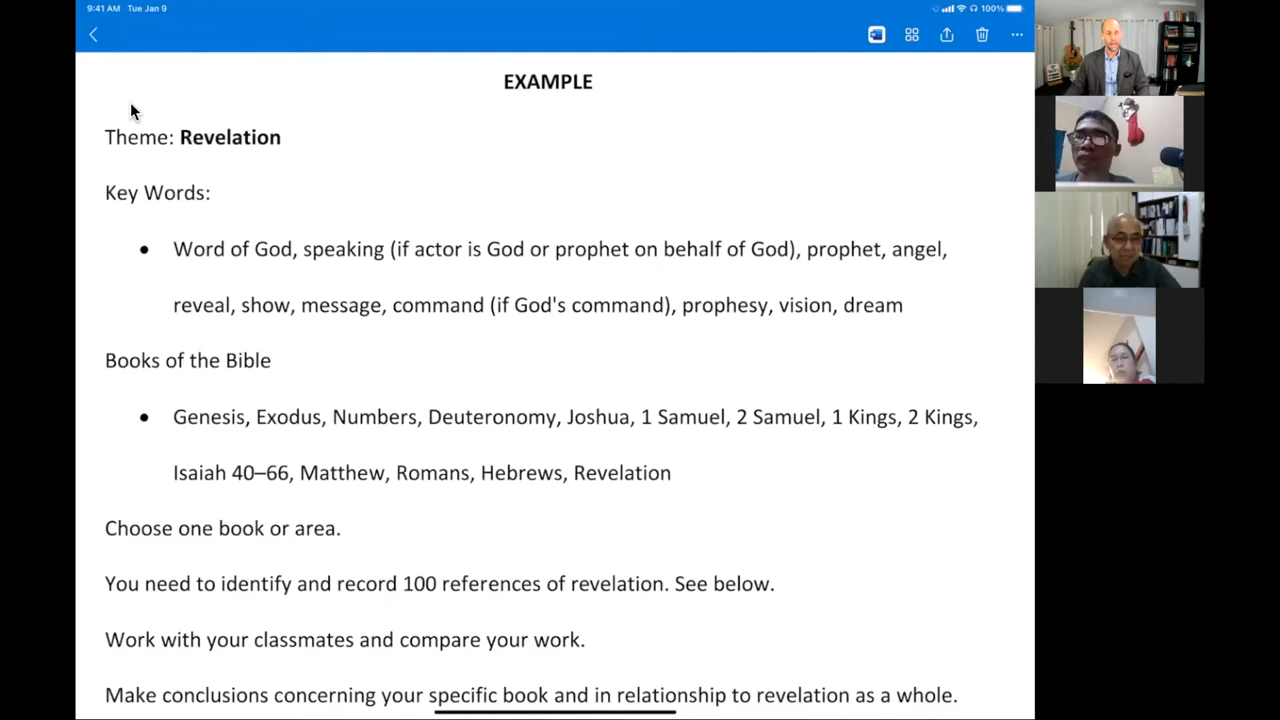 9:41 AM Tue Jan 9
100%
EXAMPLE
Theme: Revelation
Key Words:
• Word of God, speaking (if actor is God or prophet on behalf of God), prophet, angel,
reveal, show, message, command (if God's command), prophesy, vision, dream
Books of the Bible
• Genesis, Exodus, Numbers, Deuteronomy, Joshua, 1 Samuel, 2 Samuel, 1 Kings, 2 Kings,
Isaiah 40–66, Matthew, Romans, Hebrews, Revelation
Choose one book or area.
You need to identify and record 100 references of revelation. See below.
Work with your classmates and compare your work.
Make conclusions concerning your specific book and in relationship to revelation as a whole.